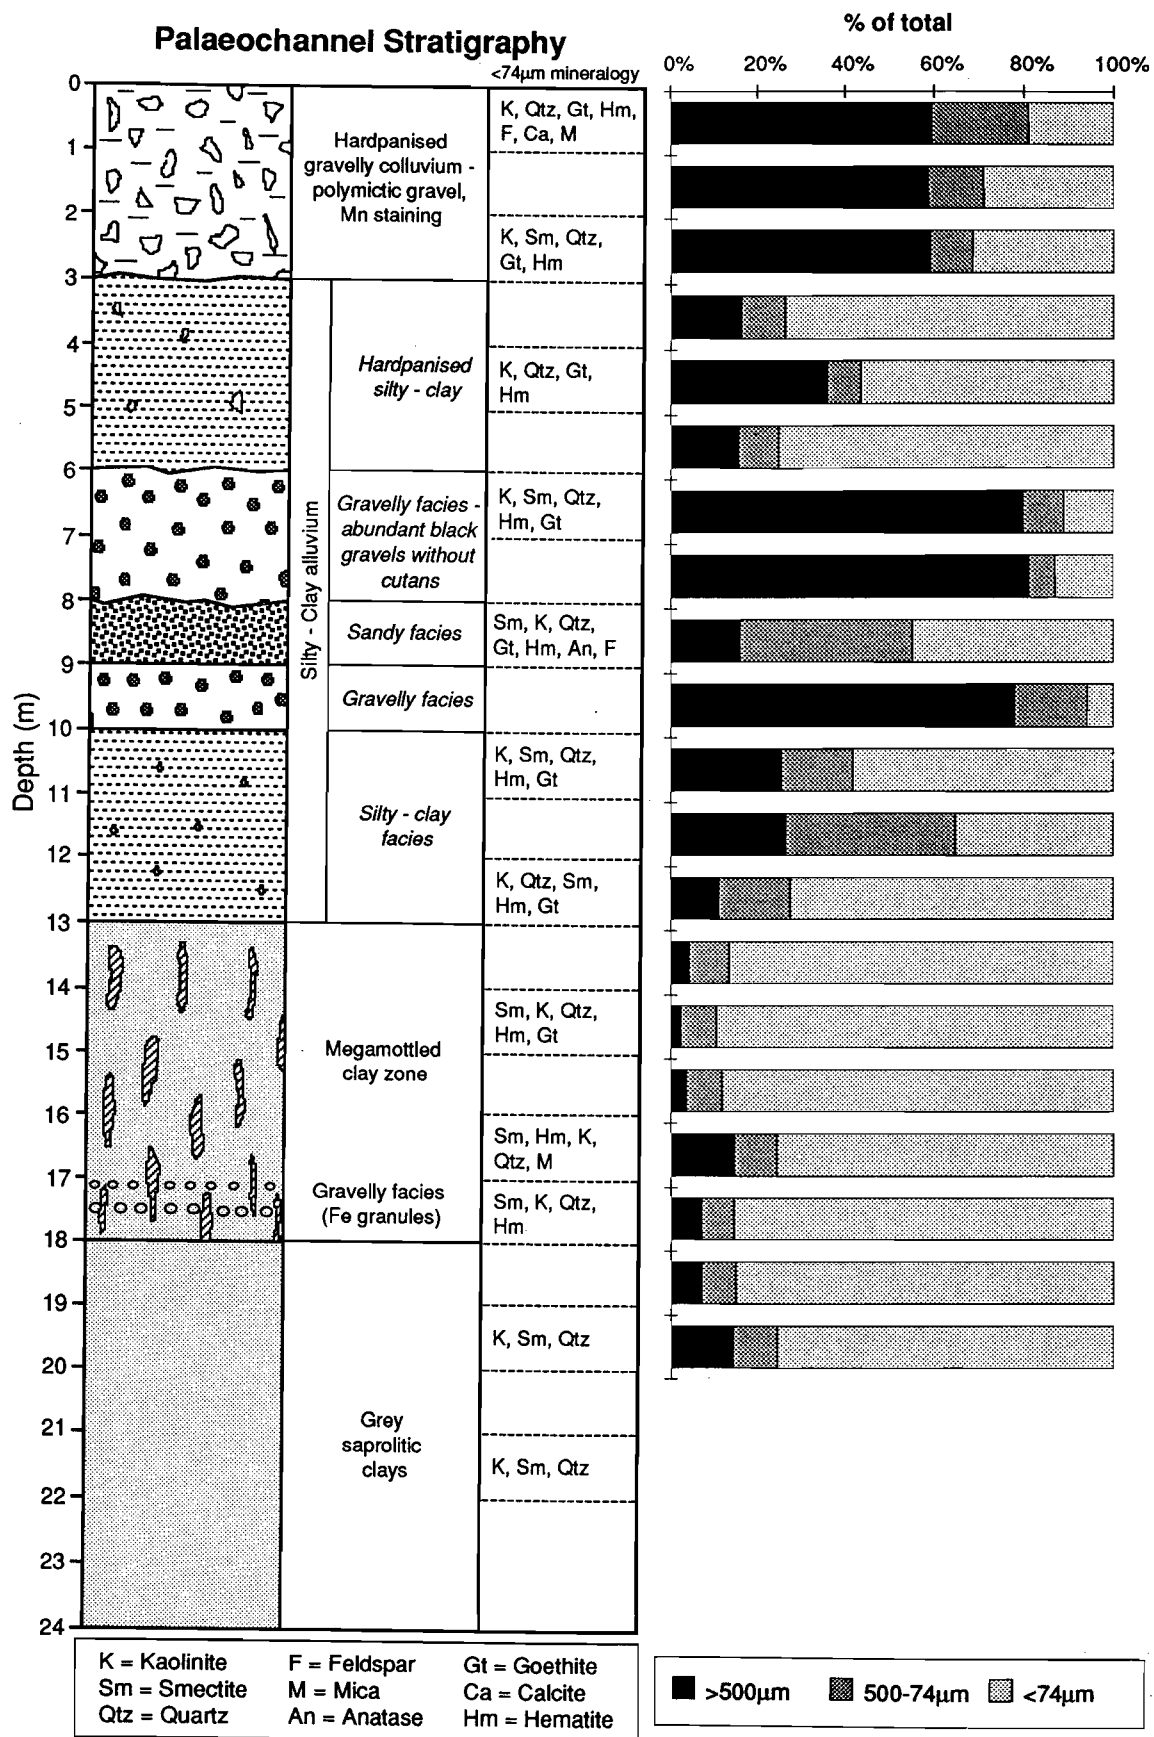 Palaeochannel Stratigraphy
% of total
<74µm mineralogy
0% 20% 40% 60% 80% 100%
Depth (m)
0
1
2
3
4
5
6
7
8
9
10
11
12
13
14
15
16
17
18
19
20
21
22
23
24
Hardpanised
gravelly colluvium -
polymictic gravel,
Mn staining
Silty - Clay alluvium
Hardpanised
silty - clay
Gravelly facies -
abundant black
gravels without
cutans
Sandy facies
Gravelly facies
Silty - clay
facies
Megamottled
clay zone
Gravelly facies
(Fe granules)
Grey
saprolitic
clays
K, Qtz, Gt, Hm,
F, Ca, M
K, Sm, Qtz,
Gt, Hm
K, Qtz, Gt,
Hm
K, Sm, Qtz,
Hm, Gt
Sm, K, Qtz,
Gt, Hm, An, F
K, Sm, Qtz,
Hm, Gt
K, Qtz, Sm,
Hm, Gt
Sm, K, Qtz,
Hm, Gt
Sm, Hm, K,
Qtz, M
Sm, K, Qtz,
Hm
K, Sm, Qtz
K, Sm, Qtz
K = Kaolinite F = Feldspar Gt = Goethite
Sm = Smectite M = Mica Ca = Calcite
Qtz = Quartz An = Anatase Hm = Hematite
>500µm 500-74µm <74µm